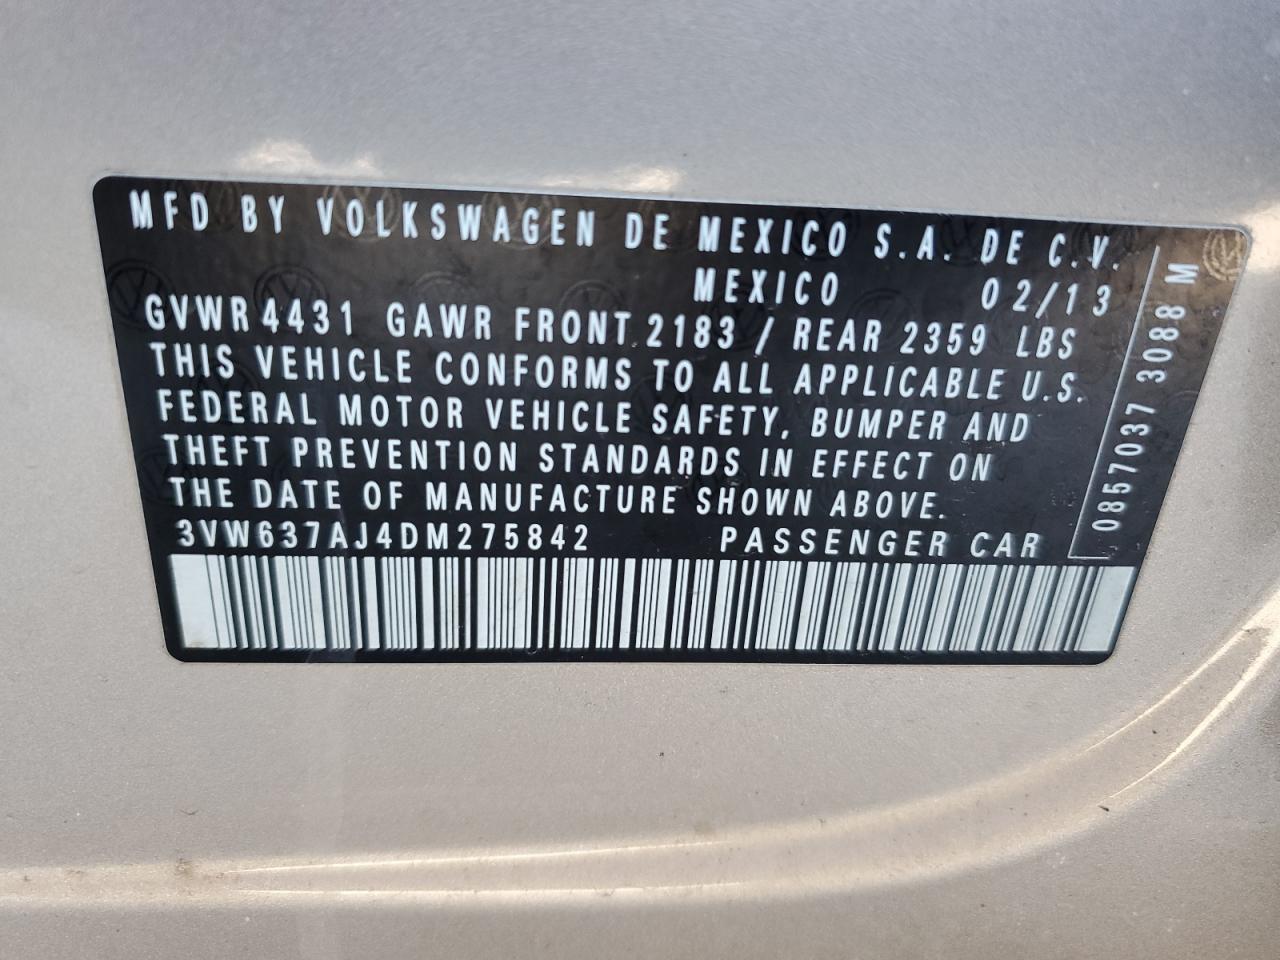 MFD BY VOLKSWAGEN DE MEXICO S.A. DE C.V.
MEXICO 02/13
GVWR 4431 GAWR FRONT 2183 / REAR 2359 LBS
THIS VEHICLE CONFORMS TO ALL APPLICABLE U.S.
FEDERAL MOTOR VEHICLE SAFETY, BUMPER AND
THEFT PREVENTION STANDARDS IN EFFECT ON
THE DATE OF MANUFACTURE SHOWN ABOVE.
3VW637AJ4DM275842 PASSENGER CAR
0857037 3088 M